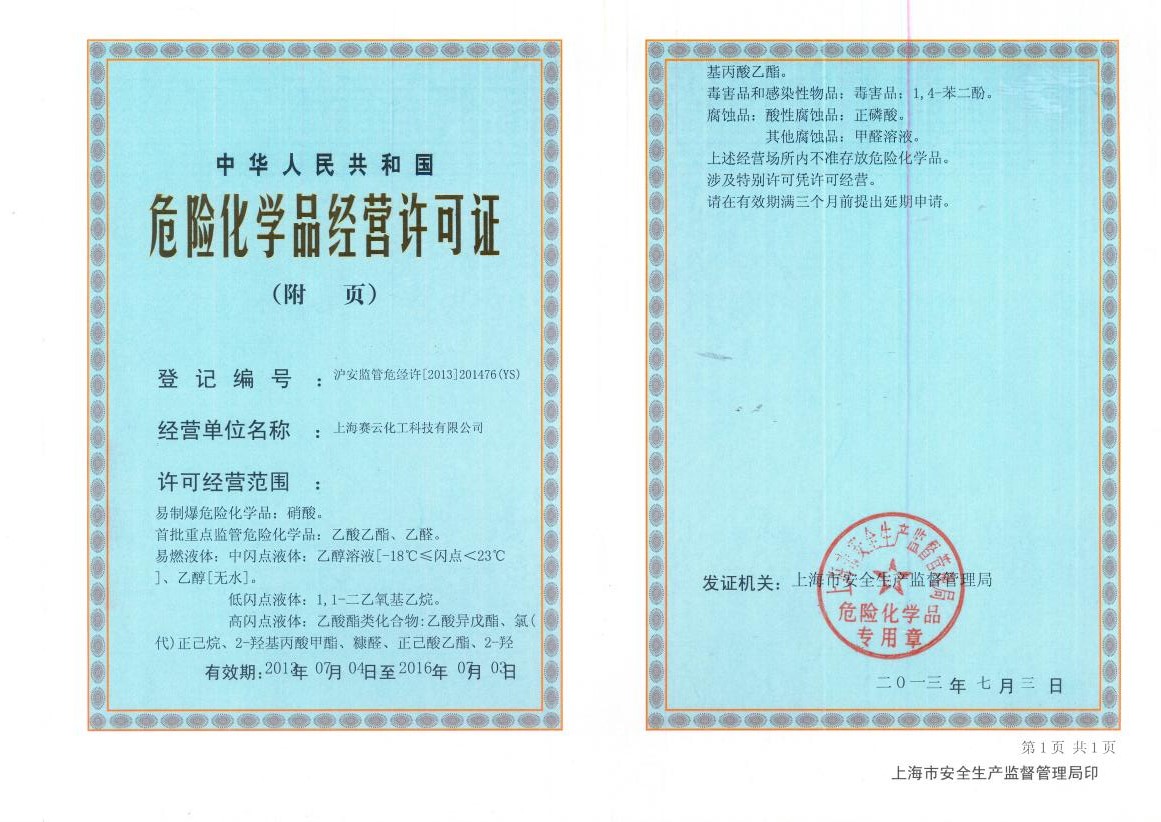 中华人民共和国
危险化学品经营许可证
(附 页)
登 记 编 号 : 沪安监管危经许[2013]201476(YS)
经营单位名称 : 上海赛云化工科技有限公司
许可经营范围 :
易制爆危险化学品: 硝酸。
首批重点监管危险化学品: 乙酸乙酯、乙醛。
易燃液体: 中闪点液体: 乙醇溶液[-18℃≤闪点<23℃
]、乙醇[无水]。
低闪点液体: 1,1-二乙氧基乙烷。
高闪点液体: 乙酸酯类化合物:乙酸异戊酯、氯(
代)正己烷、2-羟基丙酸甲酯、糠醛、正己酸乙酯、2-羟
有效期:2013年 07月 04日至 2016年 07月 03日
基丙酸乙酯。
毒害品和感染性物品: 毒害品: 1,4-苯二酚。
腐蚀品: 酸性腐蚀品: 正磷酸。
其他腐蚀品: 甲醛溶液。
上述经营场所内不准存放危险化学品。
涉及特别许可凭许可经营。
请在有效期满三个月前提出延期申请。
发证机关: 上海市安全生产监督管理局
上海市安全生产监督管理局
危险化学品
专用章
二〇一三 年 七 月 三 日
第1页 共1页
上海市安全生产监督管理局印